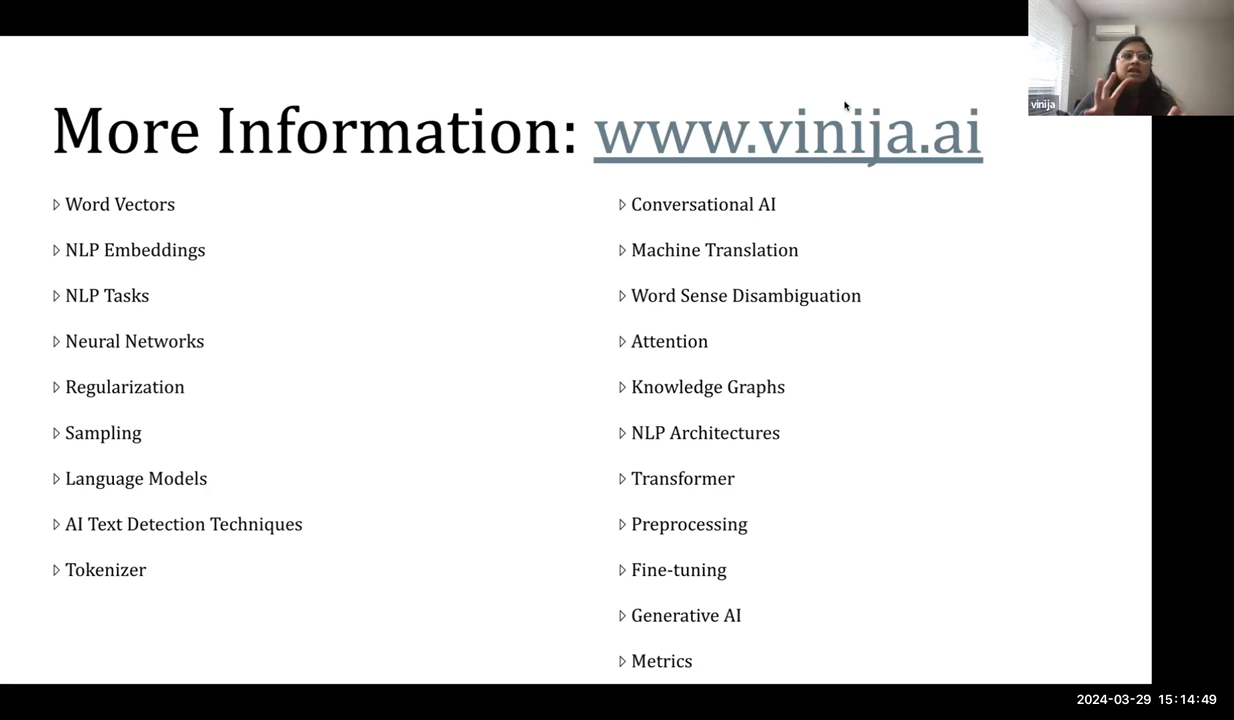 More Information: www.vinija.ai
vinija
▷ Word Vectors
▷ NLP Embeddings
▷ NLP Tasks
▷ Neural Networks
▷ Regularization
▷ Sampling
▷ Language Models
▷ AI Text Detection Techniques
▷ Tokenizer
▷ Conversational AI
▷ Machine Translation
▷ Word Sense Disambiguation
▷ Attention
▷ Knowledge Graphs
▷ NLP Architectures
▷ Transformer
▷ Preprocessing
▷ Fine-tuning
▷ Generative AI
▷ Metrics
2024-03-29 15:14:49